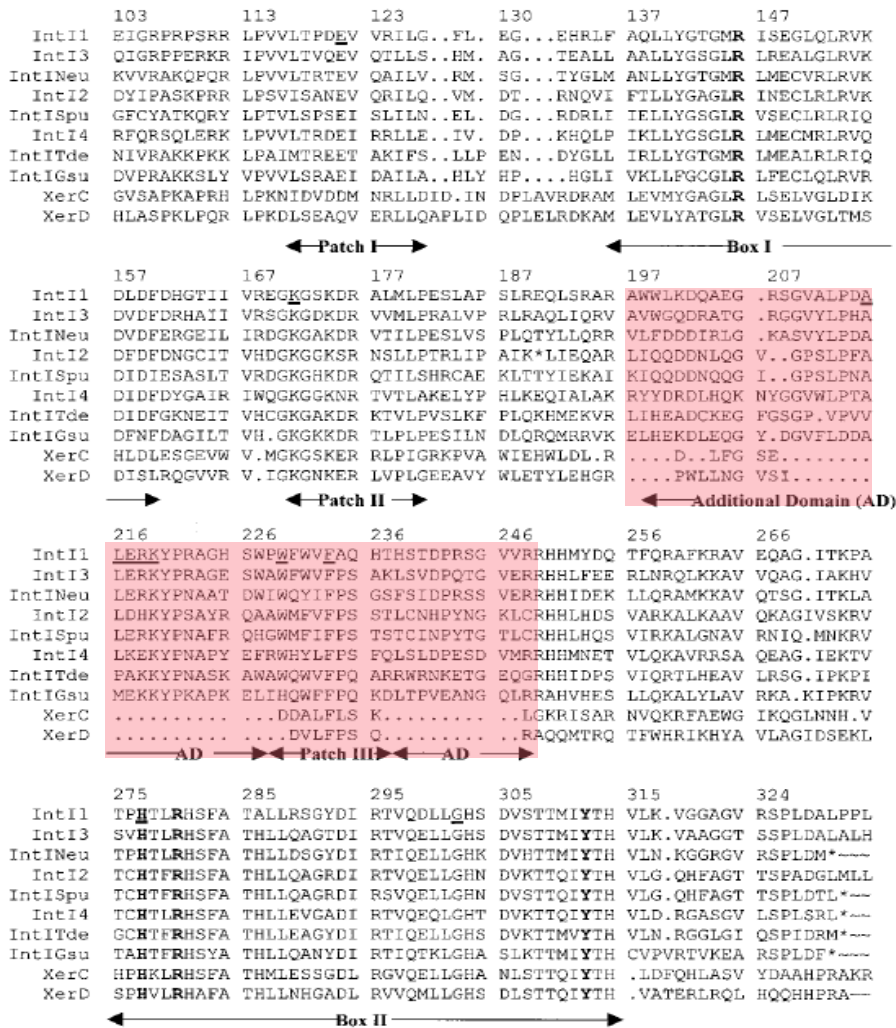 103 113 123 130 137 147
IntI1 EIGRPRPSRR LPVVLTPDEV VRILG.FL. EG...EHRLF AQLLYGTGMR ISEGLQLRVK
IntI3 QIGRPPERKR IPVVLTVQEV QTLLS.HM. AG...TEALL AALLYGSGLR LREALGLRVK
IntINeu KVVRAKQPQR LPVVLTRTEV QAILV.RM. SG...TYGLM ANLLYGTGMR LMECVRLRVK
IntI2 DYIPASKPRR LPSVISANEV QRILQ.VM. DT...RNQVI FTLLYGAGLR INECLRLRVK
IntISpu GFCYATKQRY LPTVLSPSEI SLILN.EL. DG...RDRLI IELLYGSGLR VSECLRLRIQ
IntI4 RFQRSQLERK LPVVLTRDEI RRLLE.IV. DP...KHQLP IKLLYGSGLR LMECMRLRVQ
IntITde NIVRAKKPKK LPAIMTREET AKIFS..LLP EN...DYGLL IRLLYGTGMR LMEALRLRIQ
IntIGsu DVPRAKKSLY VPVVLSRAEI DAILA..HLY HP...HGLI VKLLFGCGLR LFECLQLRVR
XerC GVSAPKAPRH LPKNIDVDDM NRLLDID.IN DPLAVRDRAM LEVMYGAGLR LSELVGLDIK
XerD HLASPKLPQR LPKDLSEAQV ERLLQAPLID QPLELRDKAM LEVLYATGLR VSELVGLTMS
Patch I Box I
157 167 177 187 197 207
IntI1 DLDFDHGTII VREGKGSKDR ALMLPESLAP SLREQLSRAR AWWLKDQAEG .RSGVALPDA
IntI3 DVDFDRHAII VRSGKGDKDR VVMLPRALVP RLRAQLIQRV AVWGQDRATG .RGGVYLPHA
IntINeu DVDFERGEIL IRDGKGAKDR VTILPESLVS PLQTYLLQRR VLFDDDIRLG .KASVYLPDA
IntI2 DFDFDNGCIT VHDGKGGKSR NSLLPTRLIP AIK*LIEQAR LIQQDDNLQG V..GPSLPFA
IntISpu DIDIESASLT VRDGKGHKDR QTILSHRCAE KLTTYIEKAI KIQQDDNQQG I..GPSLPNA
IntI4 DIDFDYGAIR IWQGKGGKNR TVTLAKELYP HLKEQIALAK RYYDRDLHQK NYGGVWLPTA
IntITde DIDFGKNEIT VHCGKGAKDR KTVLPVSLKF PLQKHMEKVR LIHEADCKEG FGSGP.VPVV
IntIGsu DFNFDAGILT VH.GKGKKDR TLPLPESILN DLQRQMRRVK ELHEKDLEQG Y.DGVFLDDA
XerC HLDLESGEVW V.MGKGSKER RLPIGRKPVA WIEHWLDL.R ....D..LFG SE........
XerD DISLRQGVVR V.IGKGNKER LVPLGEEAVY WLETYLEHGR ....PWLLNG VSI.......
Patch II Additional Domain (AD)
216 226 236 246 256 266
IntI1 LERKYPRAGH SWPWFWVFAQ HTHSTDPRSG VVRRHHMYDQ TFQRAFKRAV EQAG.ITKPA
IntI3 LERKYPRAGE SWAWFWVFPS AKLSVDPQTG VERRHHLFEE RLNRQLKKAV VQAG.IAKHV
IntINeu LERKYPNAAT DWIWQYIFPS GSFSIDPRSS VERRHHIDEK LLQRAMKKAV QTSG.ITKLA
IntI2 LDHKYPSAYR QAAWMFVFPS STLCNHPYNG KLCRHHLHDS VARKALKAAV QKAGIVSKRV
IntISpu LERKYPNAFR QHGWMFIFPS TSTCINPYTG TLCRHHLHQS VIRKALGNAV RNIQ.MNKRV
IntI4 LKEKYPNAPY EFRWHYLFPS FQLSLDPESD VMRRHHMNET VLQKAVRRSA QEAG.IEKTV
IntITde PAKKYPNASK AWAWQWVFPQ ARRWRNKETG EQGRHHIDPS VIQRTLHEAV LRSG.IPKPI
IntIGsu MEKKYPKAPK ELIHQWFFPQ KDLTPVEANG QLRRAHVHES LLQKALYLAV RKA.KIPKRV
XerC .......... ...DDALFLS K......... ..LGKRISAR NVQKRFAEWG IKQGLNNH.V
XerD .......... ....DVLFPS Q......... ...RAQQMTRQ TFWHRIKHYA VLAGIDSEKL
AD Patch III AD
275 285 295 305 315 324
IntI1 TPHTLRHSFA TALLRSGYDI RTVQDLLGHS DVSTTMIYTH VLK.VGGAGV RSPLDALPPL
IntI3 SVHTLRHSFA THLLQAGTDI RTVQELLGHS DVSTTMIYTH VLK.VAAGGT SSPLDALALH
IntINeu TPHTLRHSFA THLLDSGYDI RTIQELLGHK DVHTTMIYTH VLN.KGGRGV RSPLDM*~~~
IntI2 TCHTFRHSFA THLLQAGRDI RTVQELLGHN DVKTTQIYTH VLG.QHFAGT TSPADGLMLL
IntISpu TCHTFRHSFA THLLQAGRDI RSVQELLGHN DVSTTQIYTH VLG.QHFAGT TSPLDTL*~~
IntI4 TCHTLRHSFA THLLEVGADI RTVQEQLGHT DVKTTQIYTH VLD.RGASGV LSPLSRL*~~
IntITde GCHTFRHSFA THLLEAGYDI RTIQELLGHS DVKTTMVYTH VLN.RGGLGI QSPIDRM*~~
IntIGsu TAHTFRHSYA THLLQANYDI RTIQTKLGHA SLKTTMIYTH CVPVRTVKEA RSPLDF*~~~
XerC HPHKLRHSFA THMLESSGDL RGVQELLGHA NLSTTQIYTH .LDFQHLASV YDAAHPRAKR
XerD SPHVLRHAFA THLLNHGADL RVVQMLLGHS DLSTTQIYTH .VATERLRQL HQQHHPRA~~
Box II